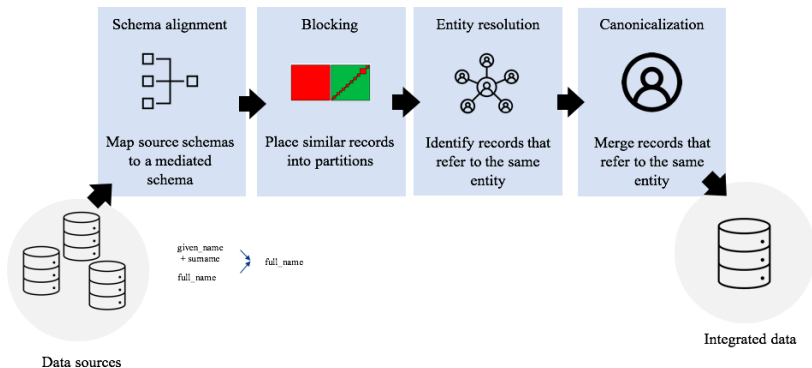 Schema alignment
Map source schemas
to a mediated
schema
Blocking
Place similar records
into partitions
Entity resolution
Identify records that
refer to the same
entity
Canonicalization
Merge records that
refer to the same
entity
given_name
+ surname
full_name
full_name
Data sources
Integrated data